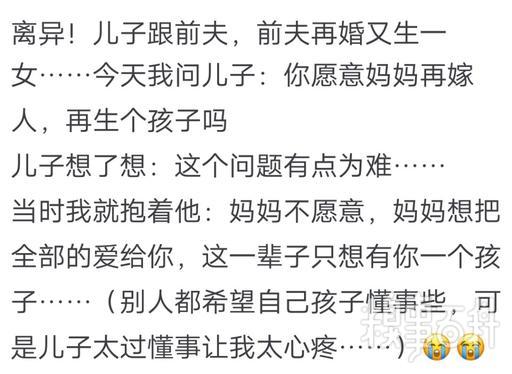 离异！儿子跟前夫，前夫再婚又生一
女……今天我问儿子：你愿意妈妈再嫁
人，再生个孩子吗
儿子想了想：这个问题有点为难……
当时我就抱着他：妈妈不愿意，妈妈想把
全部的爱给你，这一辈子只想有你一个孩
子……（别人都希望自己孩子懂事些，可
是儿子太过懂事让我太心疼……）😭😭
糗事百科